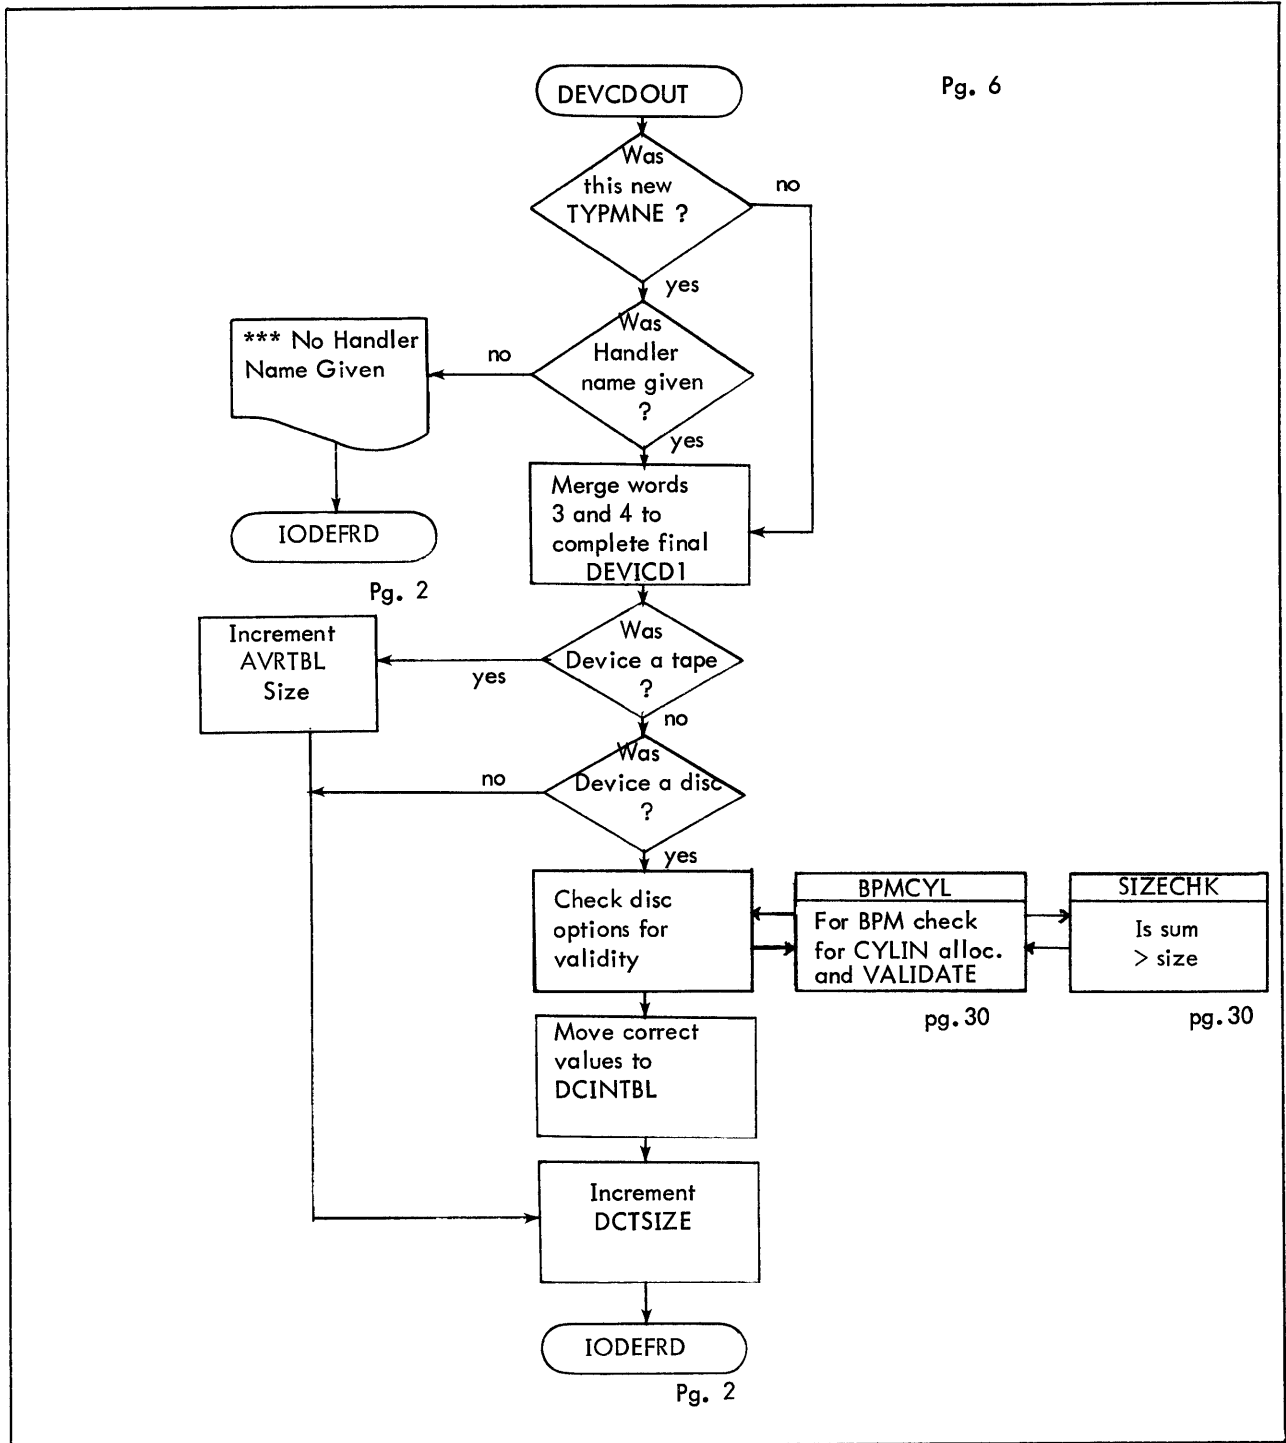 Pg. 6
DEVCDOUT
Was
this new
TYPMNE ?
no
yes
Was
Handler
name given
?
no
*** No Handler
Name Given
IODEFRD
Pg. 2
yes
Merge words
3 and 4 to
complete final
DEVICD1
Was
Device a tape
?
yes
Increment
AVRTBL
Size
no
Was
Device a disc
?
no
yes
Check disc
options for
validity
BPMCYL
For BPM check
for CYLIN alloc.
and VALIDATE
pg. 30
SIZECHK
Is sum
> size
pg. 30
Move correct
values to
DCINTBL
Increment
DCTSIZE
IODEFRD
Pg. 2